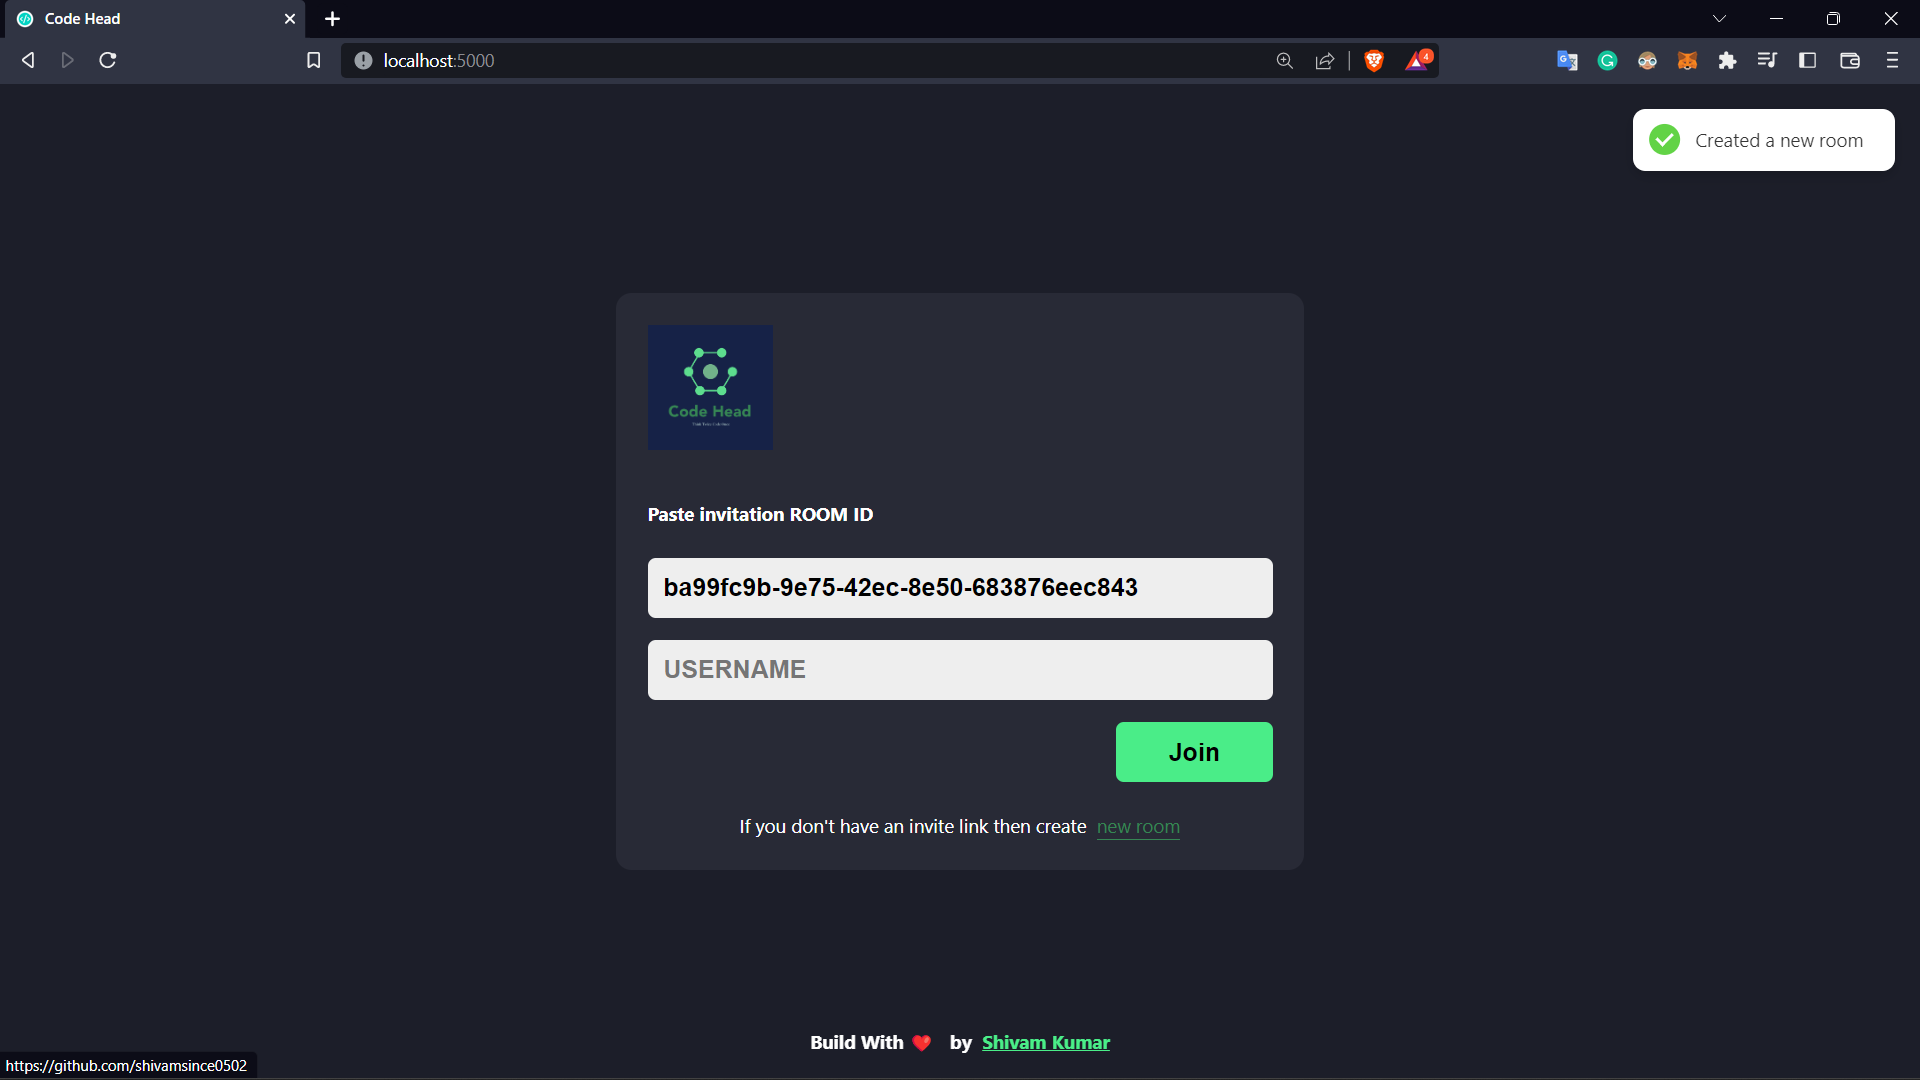 Code Head
localhost:5000
4
Created a new room
Code Head
Paste invitation ROOM ID
ba99fc9b-9e75-42ec-8e50-683876eec843
USERNAME
Join
If you don't have an invite link then create new room
Build With ❤️ by Shivam Kumar
https://github.com/shivamsince0502